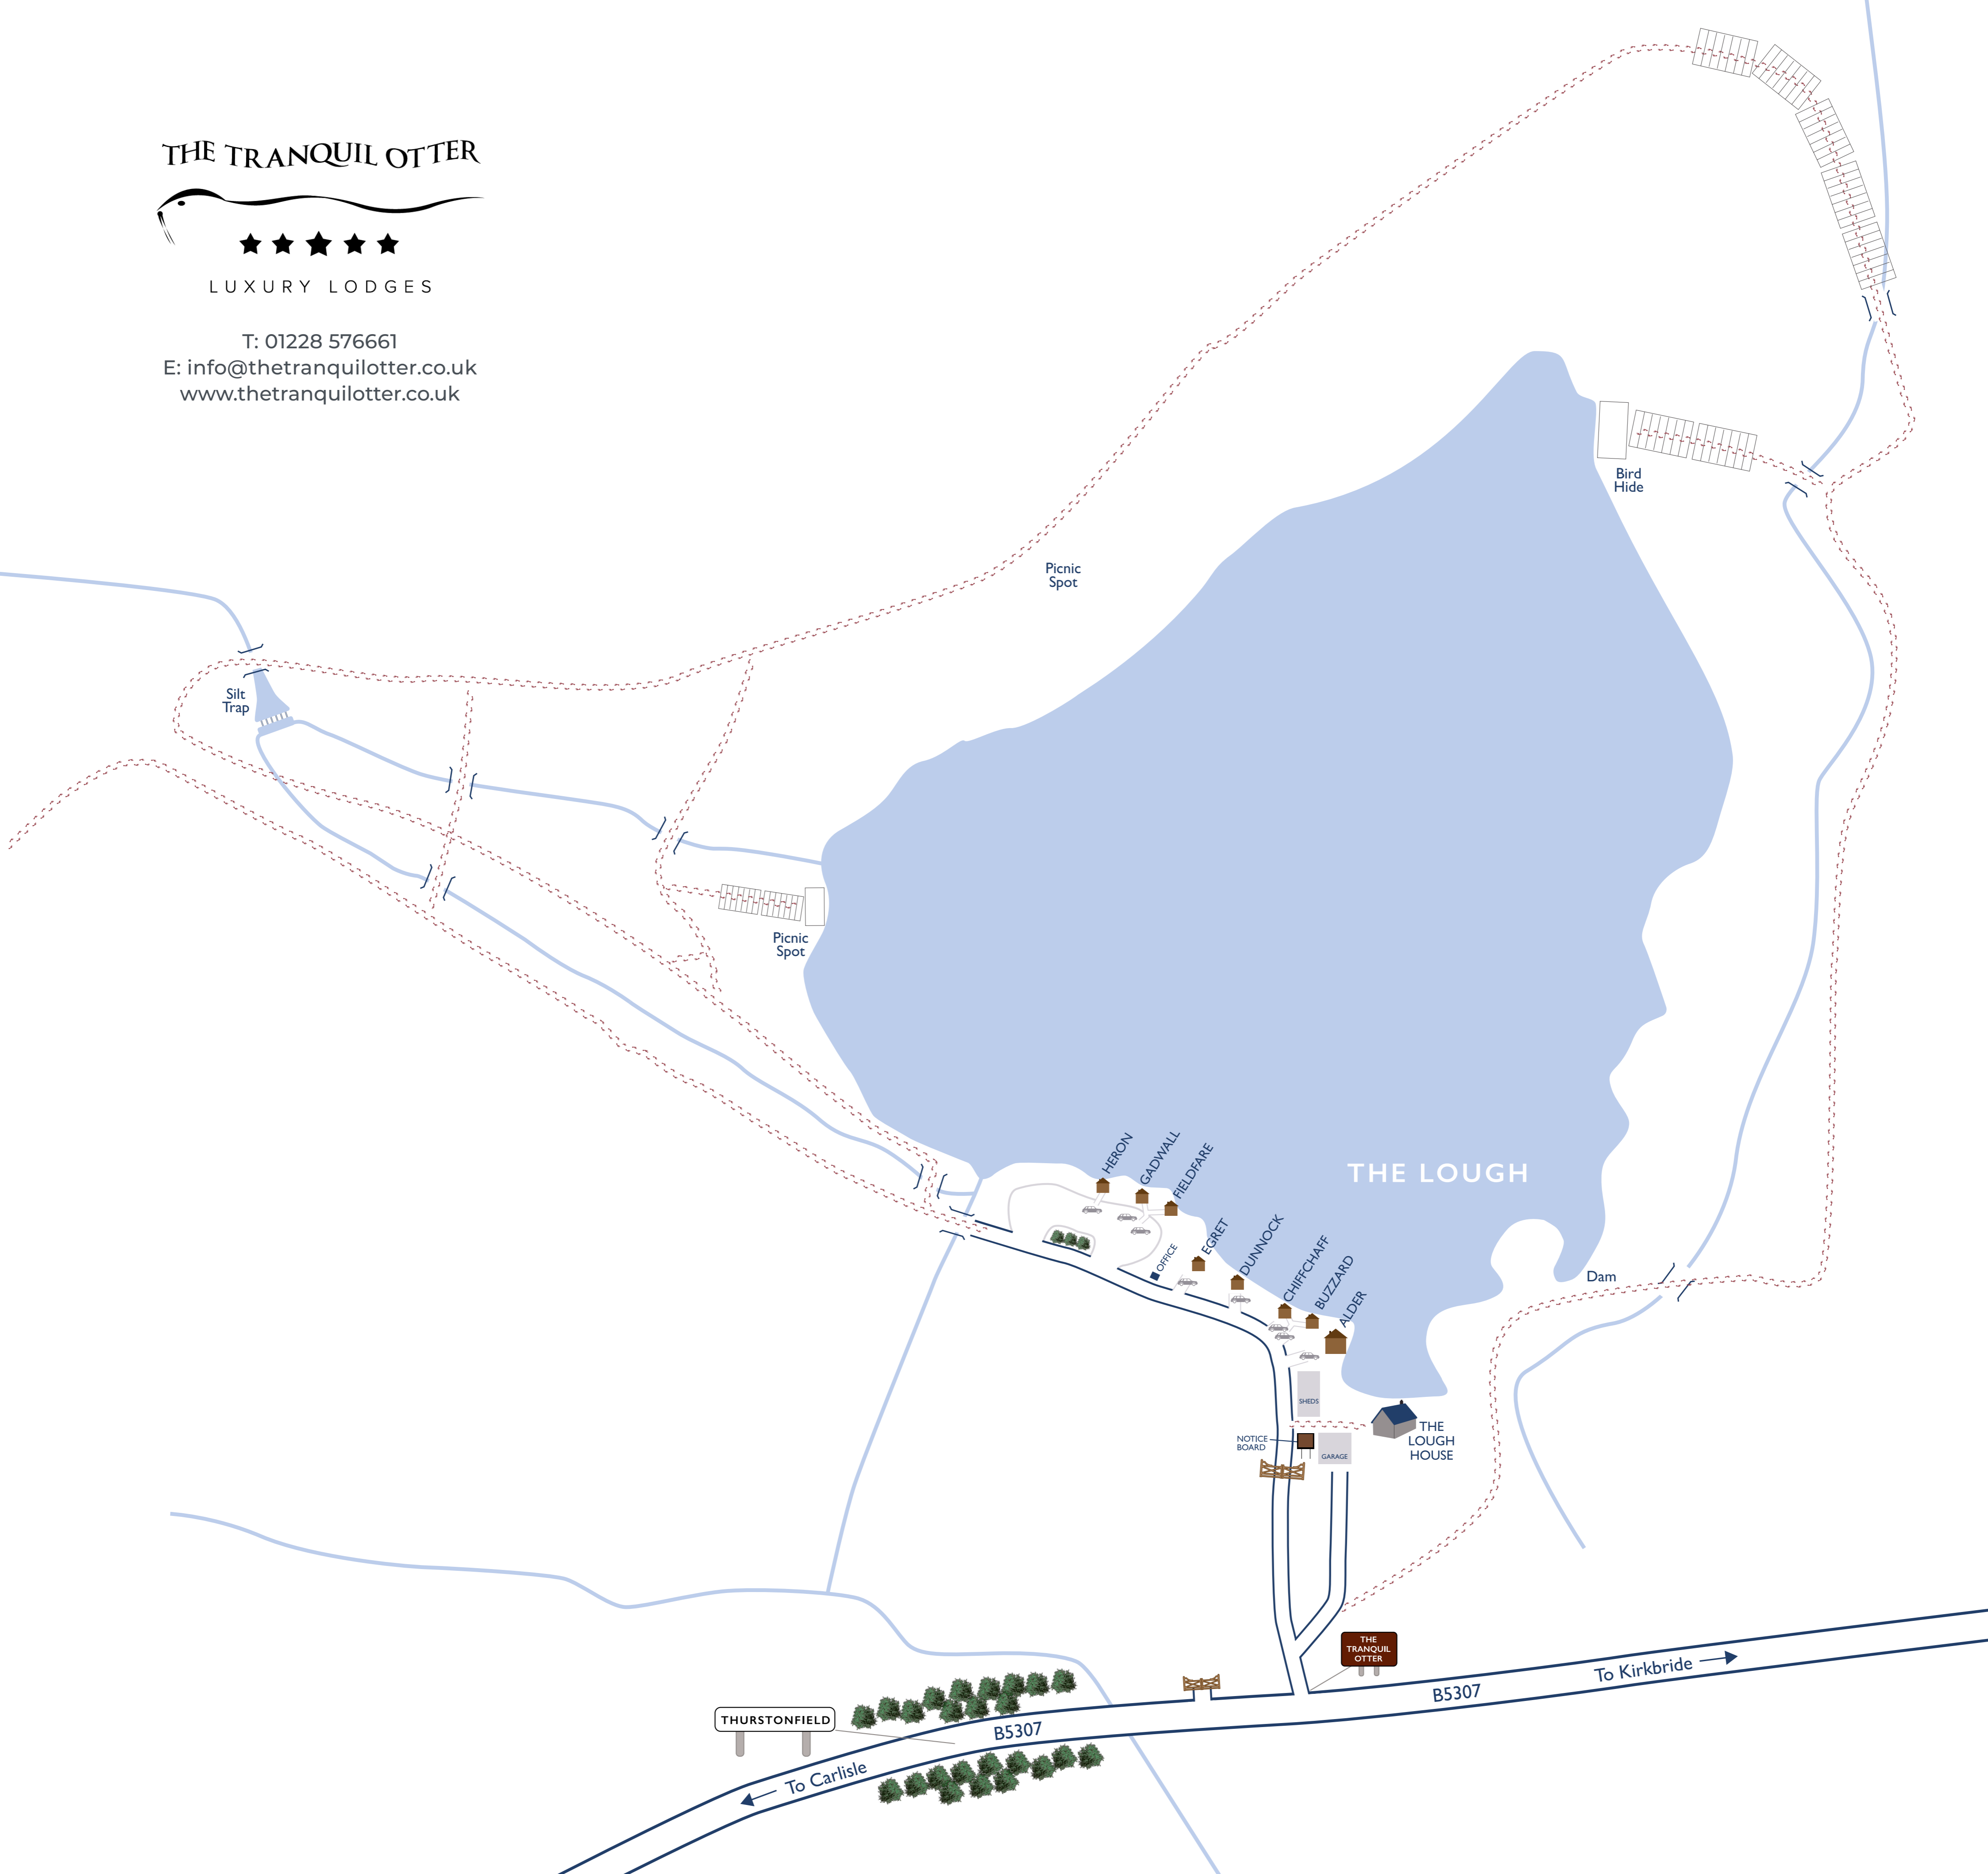 THE TRANQUIL OTTER
LUXURY LODGES
T: 01228 576661
E: info@thetranquilotter.co.uk
www.thetranquilotter.co.uk
Bird
Hide
Picnic
Spot
Silt
Trap
Picnic
Spot
THE LOUGH
HERON
GADWALL
FIELDFARE
EGRET
OFFICE
DUNNOCK
CHIFFCHAFF
BUZZARD
ALDER
Dam
SHEDS
NOTICE
BOARD
GARAGE
THE
LOUGH
HOUSE
THE
TRANQUIL
OTTER
To Kirkbride
B5307
THURSTONFIELD
B5307
To Carlisle